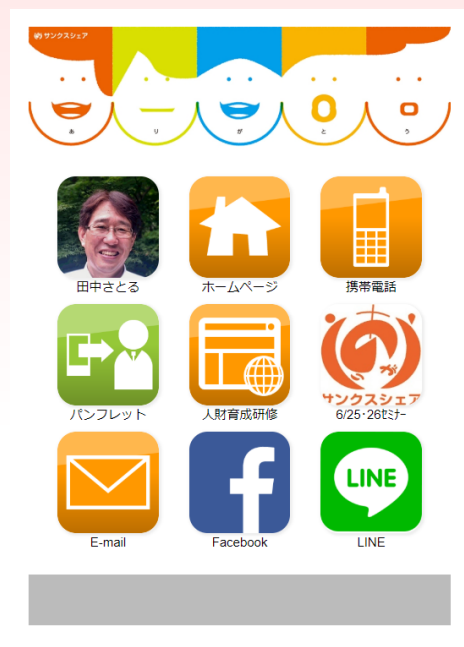 サンクスシェア
あ り が と う
田中さとる ホームページ 携帯電話
サンクスシェア
パンフレット 人財育成研修 6/25･26ｾﾐﾅｰ
LINE
E-mail Facebook LINE